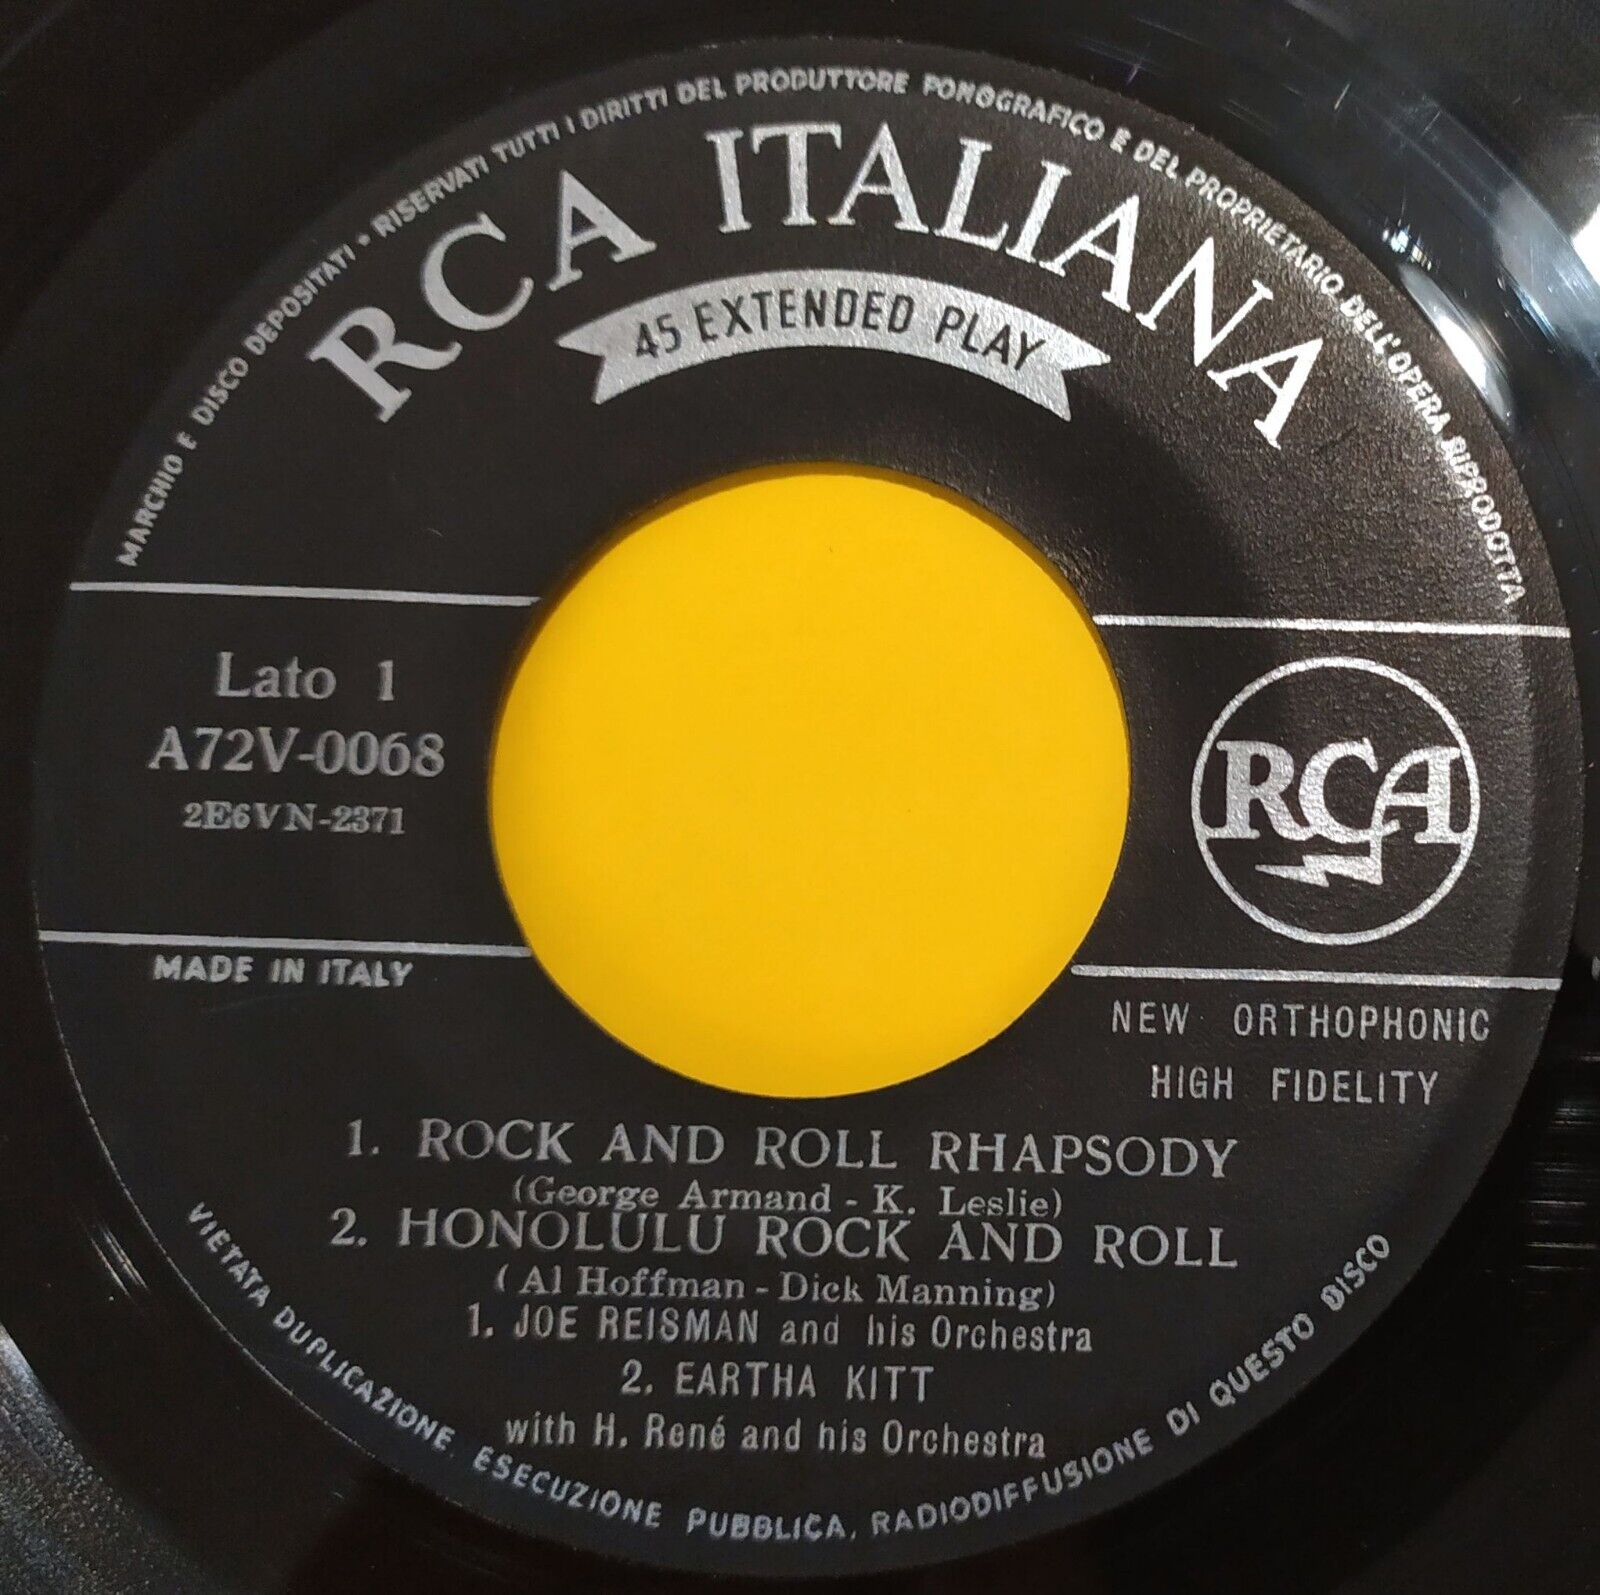 MARCHIO E DISCO DEPOSITATI • RISERVATI TUTTI I DIRITTI DEL PRODUTTORE FONOGRAFICO E DEL PROPRIETARIO DELL'OPERA RIPRODOTTA
RCA ITALIANA
45 EXTENDED PLAY
Lato 1
A72V-0068
2E6VN-2371
RCA
MADE IN ITALY
NEW ORTHOPHONIC
HIGH FIDELITY
1. ROCK AND ROLL RHAPSODY
(George Armand - K. Leslie)
2. HONOLULU ROCK AND ROLL
(Al Hoffman - Dick Manning)
1. JOE REISMAN and his Orchestra
2. EARTHA KITT
with H. René and his Orchestra
VIETATA DUPLICAZIONE, ESECUZIONE PUBBLICA, RADIODIFFUSIONE DI QUESTO DISCO